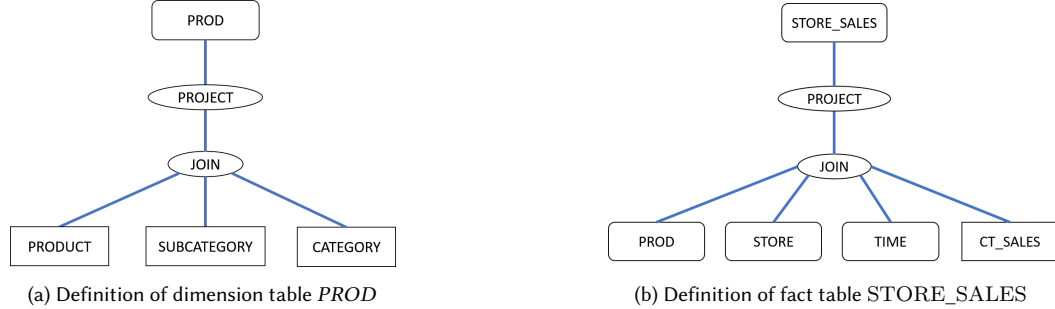 PROD
PROJECT
JOIN
PRODUCT SUBCATEGORY CATEGORY
(a) Definition of dimension table PROD
STORE_SALES
PROJECT
JOIN
PROD STORE TIME CT_SALES
(b) Definition of fact table STORE_SALES